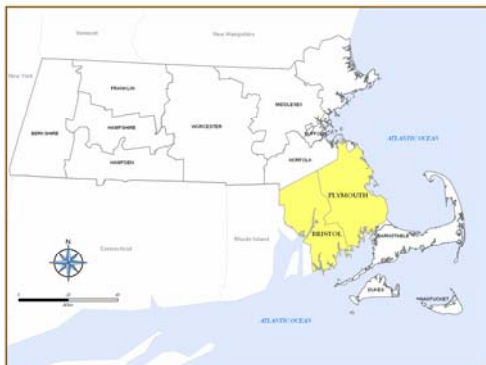 Vermont
New Hampshire
New York
FRANKLIN
MIDDLESEX
BERKSHIRE
HAMPSHIRE
WORCESTER
SUFFOLK
ATLANTIC OCEAN
HAMPDEN
NORFOLK
PLYMOUTH
BRISTOL
BARNSTABLE
Connecticut
Rhode Island
N
DUKES
NANTUCKET
ATLANTIC OCEAN